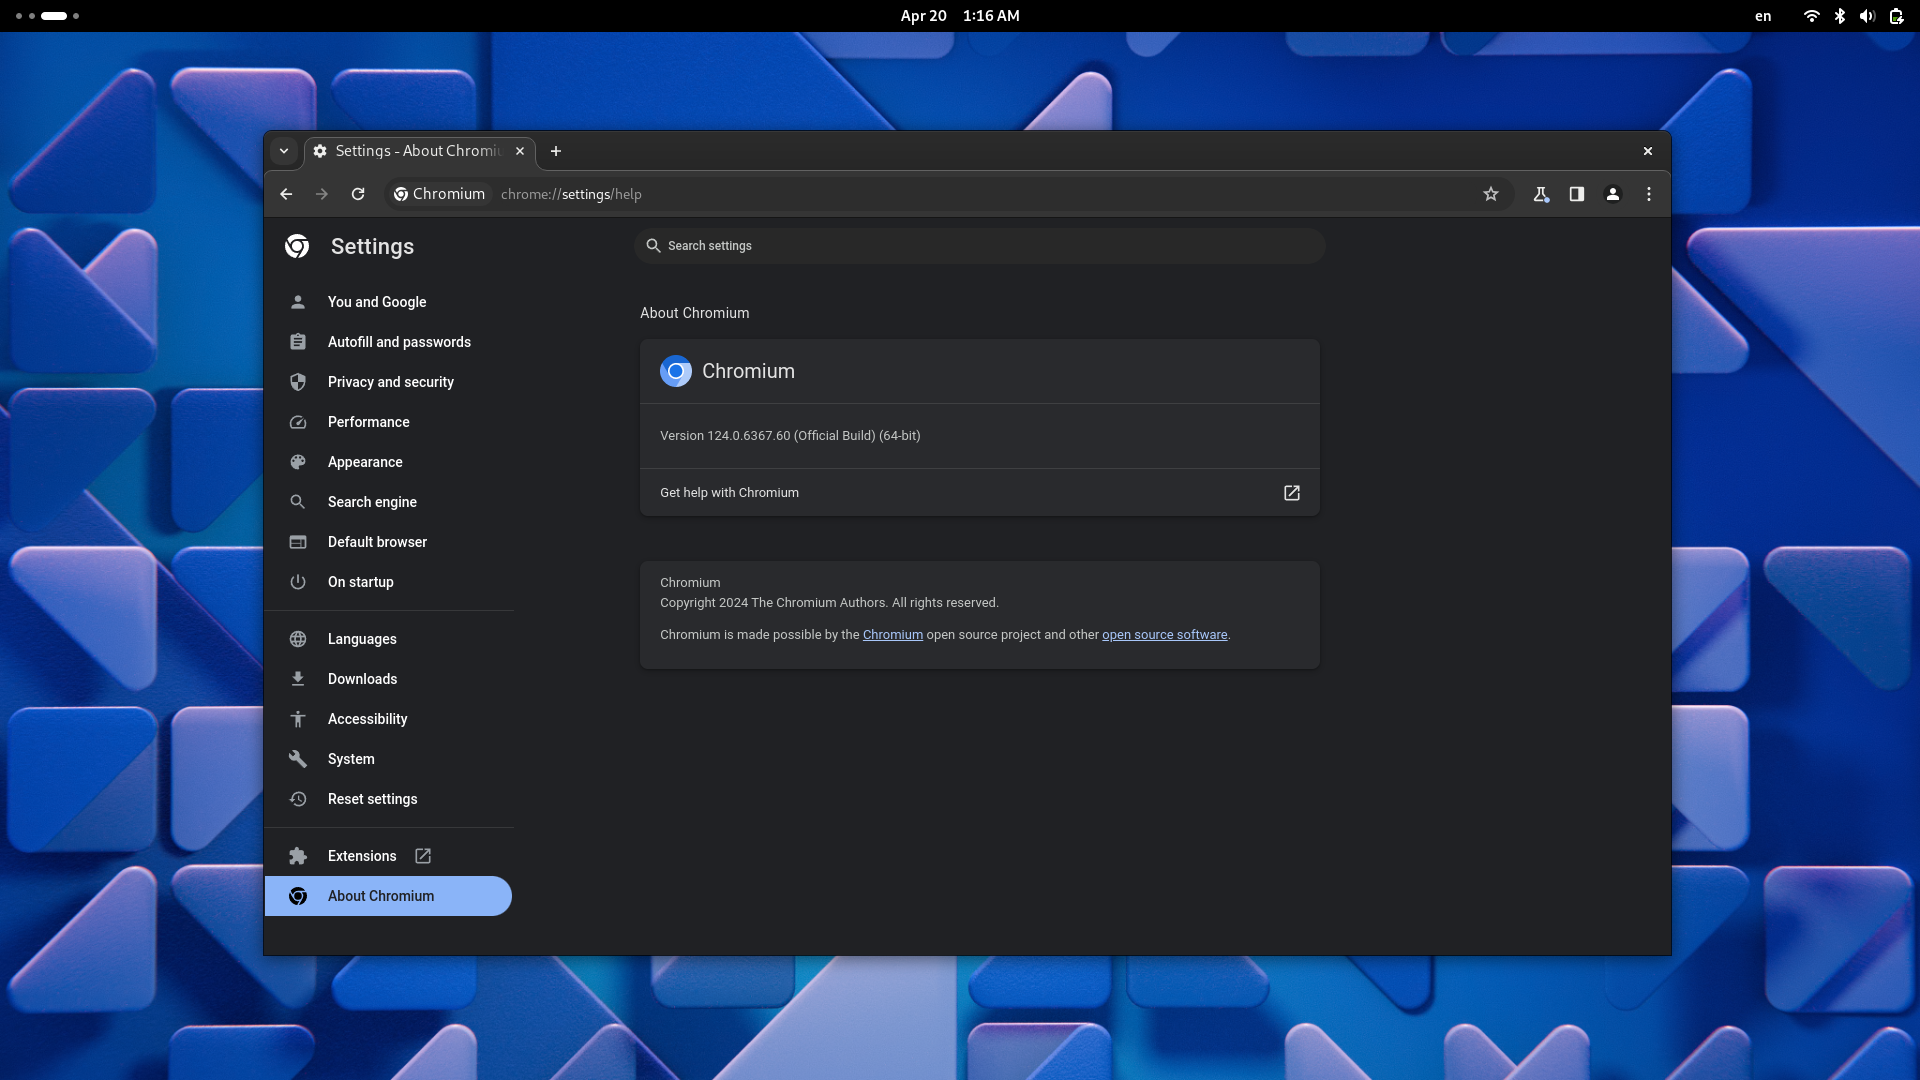 Apr 20 1:16 AM
en
Settings - About Chromiu
Chromium chrome://settings/help
Settings
Search settings
You and Google
Autofill and passwords
Privacy and security
Performance
Appearance
Search engine
Default browser
On startup
Languages
Downloads
Accessibility
System
Reset settings
Extensions
About Chromium
About Chromium
Chromium
Version 124.0.6367.60 (Official Build) (64-bit)
Get help with Chromium
Chromium
Copyright 2024 The Chromium Authors. All rights reserved.
Chromium is made possible by the Chromium open source project and other open source software.